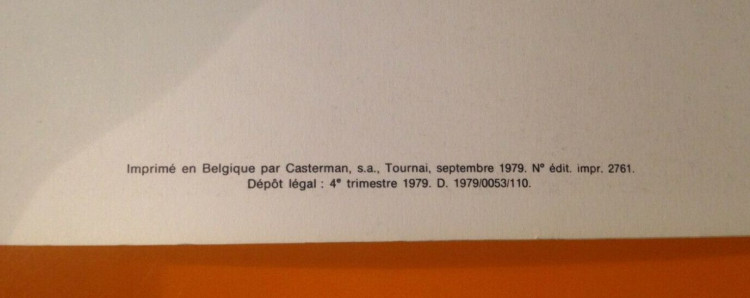 Imprimé en Belgique par Casterman, s.a., Tournai, septembre 1979. N° édit. impr. 2761.
Dépôt légal : 4e trimestre 1979. D. 1979/0053/110.